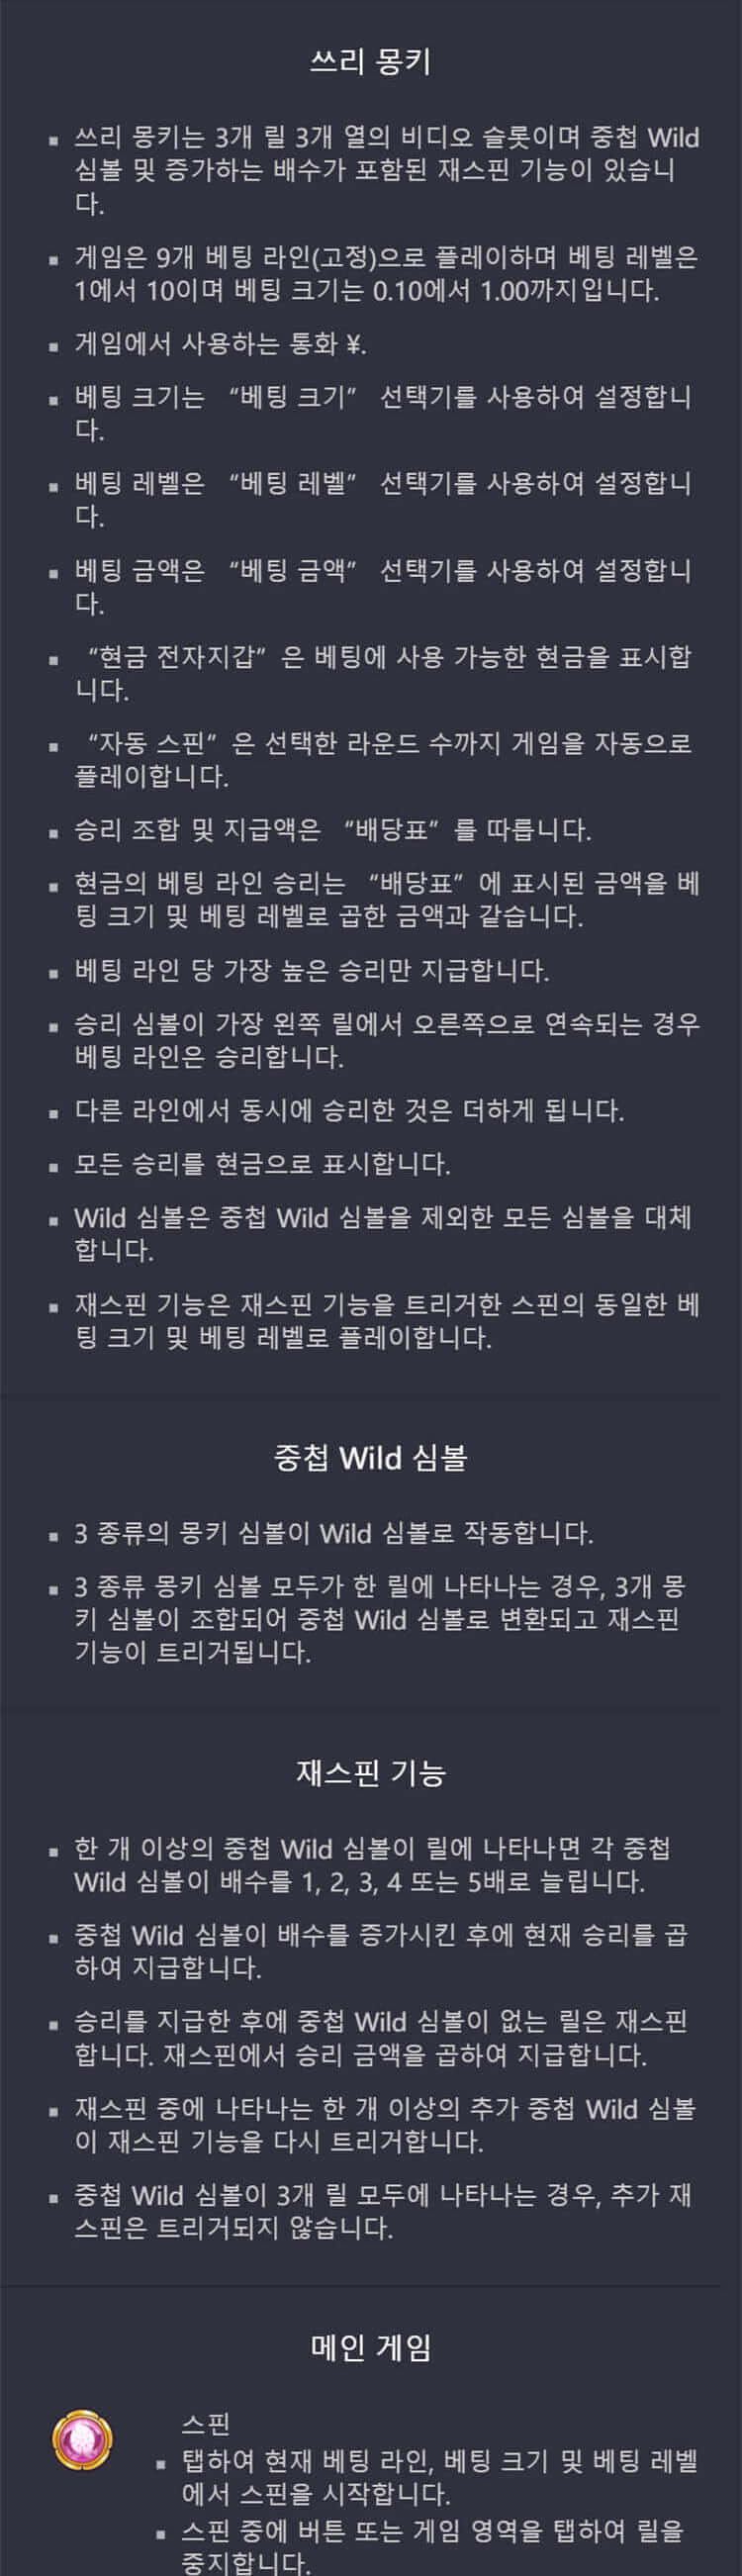 쓰리 몽키
▪ 쓰리 몽키는 3개 릴 3개 열의 비디오 슬롯이며 중첩 Wild
심볼 및 증가하는 배수가 포함된 재스핀 기능이 있습니
다.
▪ 게임은 9개 베팅 라인(고정)으로 플레이하며 베팅 레벨은
1에서 10이며 베팅 크기는 0.10에서 1.00까지입니다.
▪ 게임에서 사용하는 통화 ¥.
▪ 베팅 크기는 “베팅 크기” 선택기를 사용하여 설정합니
다.
▪ 베팅 레벨은 “베팅 레벨” 선택기를 사용하여 설정합니
다.
▪ 베팅 금액은 “베팅 금액” 선택기를 사용하여 설정합니
다.
▪ “현금 전자지갑”은 베팅에 사용 가능한 현금을 표시합
니다.
▪ “자동 스핀”은 선택한 라운드 수까지 게임을 자동으로
플레이합니다.
▪ 승리 조합 및 지급액은 “배당표”를 따릅니다.
▪ 현금의 베팅 라인 승리는 “배당표”에 표시된 금액을 베
팅 크기 및 베팅 레벨로 곱한 금액과 같습니다.
▪ 베팅 라인 당 가장 높은 승리만 지급합니다.
▪ 승리 심볼이 가장 왼쪽 릴에서 오른쪽으로 연속되는 경우
베팅 라인은 승리합니다.
▪ 다른 라인에서 동시에 승리한 것은 더하게 됩니다.
▪ 모든 승리를 현금으로 표시합니다.
▪ Wild 심볼은 중첩 Wild 심볼을 제외한 모든 심볼을 대체
합니다.
▪ 재스핀 기능은 재스핀 기능을 트리거한 스핀의 동일한 베
팅 크기 및 베팅 레벨로 플레이합니다.
중첩 Wild 심볼
▪ 3 종류의 몽키 심볼이 Wild 심볼로 작동합니다.
▪ 3 종류 몽키 심볼 모두가 한 릴에 나타나는 경우, 3개 몽
키 심볼이 조합되어 중첩 Wild 심볼로 변환되고 재스핀
기능이 트리거됩니다.
재스핀 기능
▪ 한 개 이상의 중첩 Wild 심볼이 릴에 나타나면 각 중첩
Wild 심볼이 배수를 1, 2, 3, 4 또는 5배로 늘립니다.
▪ 중첩 Wild 심볼이 배수를 증가시킨 후에 현재 승리를 곱
하여 지급합니다.
▪ 승리를 지급한 후에 중첩 Wild 심볼이 없는 릴은 재스핀
합니다. 재스핀에서 승리 금액을 곱하여 지급합니다.
▪ 재스핀 중에 나타나는 한 개 이상의 추가 중첩 Wild 심볼
이 재스핀 기능을 다시 트리거합니다.
▪ 중첩 Wild 심볼이 3개 릴 모두에 나타나는 경우, 추가 재
스핀은 트리거되지 않습니다.
메인 게임
스핀
▪ 탭하여 현재 베팅 라인, 베팅 크기 및 베팅 레벨
에서 스핀을 시작합니다.
▪ 스핀 중에 버튼 또는 게임 영역을 탭하여 릴을
중지합니다.